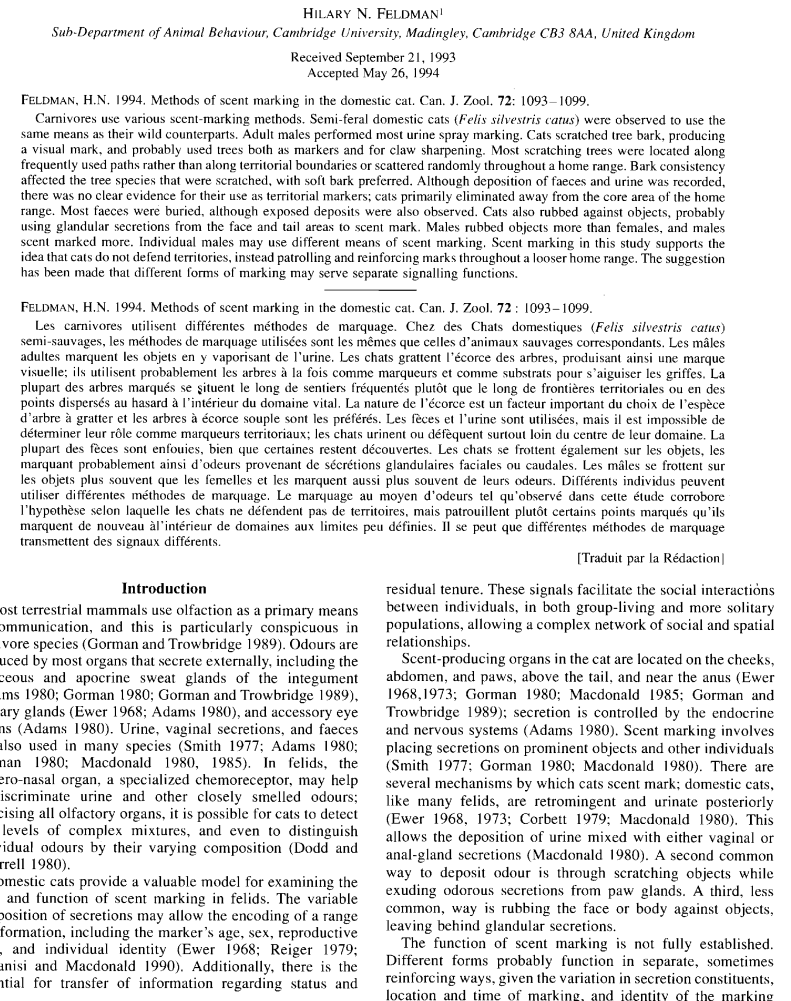 HILARY N. FELDMAN¹
Sub-Department of Animal Behaviour, Cambridge University, Madingley, Cambridge CB3 8AA, United Kingdom
Received September 21, 1993
Accepted May 26, 1994
FELDMAN, H.N. 1994. Methods of scent marking in the domestic cat. Can. J. Zool. 72: 1093–1099.
Carnivores use various scent-marking methods. Semi-feral domestic cats (Felis silvestris catus) were observed to use the
same means as their wild counterparts. Adult males performed most urine spray marking. Cats scratched tree bark, producing
a visual mark, and probably used trees both as markers and for claw sharpening. Most scratching trees were located along
frequently used paths rather than along territorial boundaries or scattered randomly throughout a home range. Bark consistency
affected the tree species that were scratched, with soft bark preferred. Although deposition of faeces and urine was recorded,
there was no clear evidence for their use as territorial markers; cats primarily eliminated away from the core area of the home
range. Most faeces were buried, although exposed deposits were also observed. Cats also rubbed against objects, probably
using glandular secretions from the face and tail areas to scent mark. Males rubbed objects more than females, and males
scent marked more. Individual males may use different means of scent marking. Scent marking in this study supports the
idea that cats do not defend territories, instead patrolling and reinforcing marks throughout a looser home range. The suggestion
has been made that different forms of marking may serve separate signalling functions.
FELDMAN, H.N. 1994. Methods of scent marking in the domestic cat. Can. J. Zool. 72 : 1093–1099.
Les carnivores utilisent différentes méthodes de marquage. Chez des Chats domestiques (Felis silvestris catus)
semi-sauvages, les méthodes de marquage utilisées sont les mêmes que celles d'animaux sauvages correspondants. Les mâles
adultes marquent les objets en y vaporisant de l'urine. Les chats grattent l'écorce des arbres, produisant ainsi une marque
visuelle; ils utilisent probablement les arbres à la fois comme marqueurs et comme substrats pour s'aiguiser les griffes. La
plupart des arbres marqués se situent le long de sentiers fréquentés plutôt que le long de frontières territoriales ou en des
points dispersés au hasard à l'intérieur du domaine vital. La nature de l'écorce est un facteur important du choix de l'espèce
d'arbre à gratter et les arbres à écorce souple sont les préférés. Les fèces et l'urine sont utilisées, mais il est impossible de
déterminer leur rôle comme marqueurs territoriaux; les chats urinent ou défèquent surtout loin du centre de leur domaine. La
plupart des fèces sont enfouies, bien que certaines restent découvertes. Les chats se frottent également sur les objets, les
marquant probablement ainsi d'odeurs provenant de sécrétions glandulaires faciales ou caudales. Les mâles se frottent sur
les objets plus souvent que les femelles et les marquent aussi plus souvent de leurs odeurs. Différents individus peuvent
utiliser différentes méthodes de marquage. Le marquage au moyen d'odeurs tel qu'observé dans cette étude corrobore
l'hypothèse selon laquelle les chats ne défendent pas de territoires, mais patrouillent plutôt certains points marqués qu'ils
marquent de nouveau àl'intérieur de domaines aux limites peu définies. Il se peut que différentes méthodes de marquage
transmettent des signaux différents.
[Traduit par la Rédaction]
Introduction
ost terrestrial mammals use olfaction as a primary means
ommunication, and this is particularly conspicuous in
vore species (Gorman and Trowbridge 1989). Odours are
uced by most organs that secrete externally, including the
ceous and apocrine sweat glands of the integument
ms 1980; Gorman 1980; Gorman and Trowbridge 1989),
ary glands (Ewer 1968; Adams 1980), and accessory eye
ns (Adams 1980). Urine, vaginal secretions, and faeces
also used in many species (Smith 1977; Adams 1980;
man 1980; Macdonald 1980, 1985). In felids, the
ero-nasal organ, a specialized chemoreceptor, may help
iscriminate urine and other closely smelled odours;
cising all olfactory organs, it is possible for cats to detect
levels of complex mixtures, and even to distinguish
vidual odours by their varying composition (Dodd and
rrell 1980).
omestic cats provide a valuable model for examining the
and function of scent marking in felids. The variable
position of secretions may allow the encoding of a range
formation, including the marker's age, sex, reproductive
, and individual identity (Ewer 1968; Reiger 1979;
anisi and Macdonald 1990). Additionally, there is the
ntial for transfer of information regarding status and
residual tenure. These signals facilitate the social interactions
between individuals, in both group-living and more solitary
populations, allowing a complex network of social and spatial
relationships.
Scent-producing organs in the cat are located on the cheeks,
abdomen, and paws, above the tail, and near the anus (Ewer
1968,1973; Gorman 1980; Macdonald 1985; Gorman and
Trowbridge 1989); secretion is controlled by the endocrine
and nervous systems (Adams 1980). Scent marking involves
placing secretions on prominent objects and other individuals
(Smith 1977; Gorman 1980; Macdonald 1980). There are
several mechanisms by which cats scent mark; domestic cats,
like many felids, are retromingent and urinate posteriorly
(Ewer 1968, 1973; Corbett 1979; Macdonald 1980). This
allows the deposition of urine mixed with either vaginal or
anal-gland secretions (Macdonald 1980). A second common
way to deposit odour is through scratching objects while
exuding odorous secretions from paw glands. A third, less
common, way is rubbing the face or body against objects,
leaving behind glandular secretions.
The function of scent marking is not fully established.
Different forms probably function in separate, sometimes
reinforcing ways, given the variation in secretion constituents,
location and time of marking, and identity of the marking